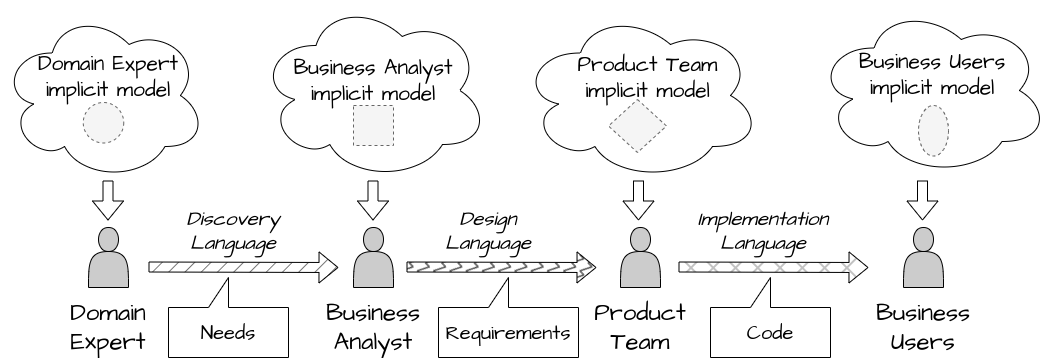 Domain Expert
implicit model
Business Analyst
implicit model
Product Team
implicit model
Business Users
implicit model
Discovery
Language
Design
Language
Implementation
Language
Needs
Requirements
Code
Domain
Expert
Business
Analyst
Product
Team
Business
Users